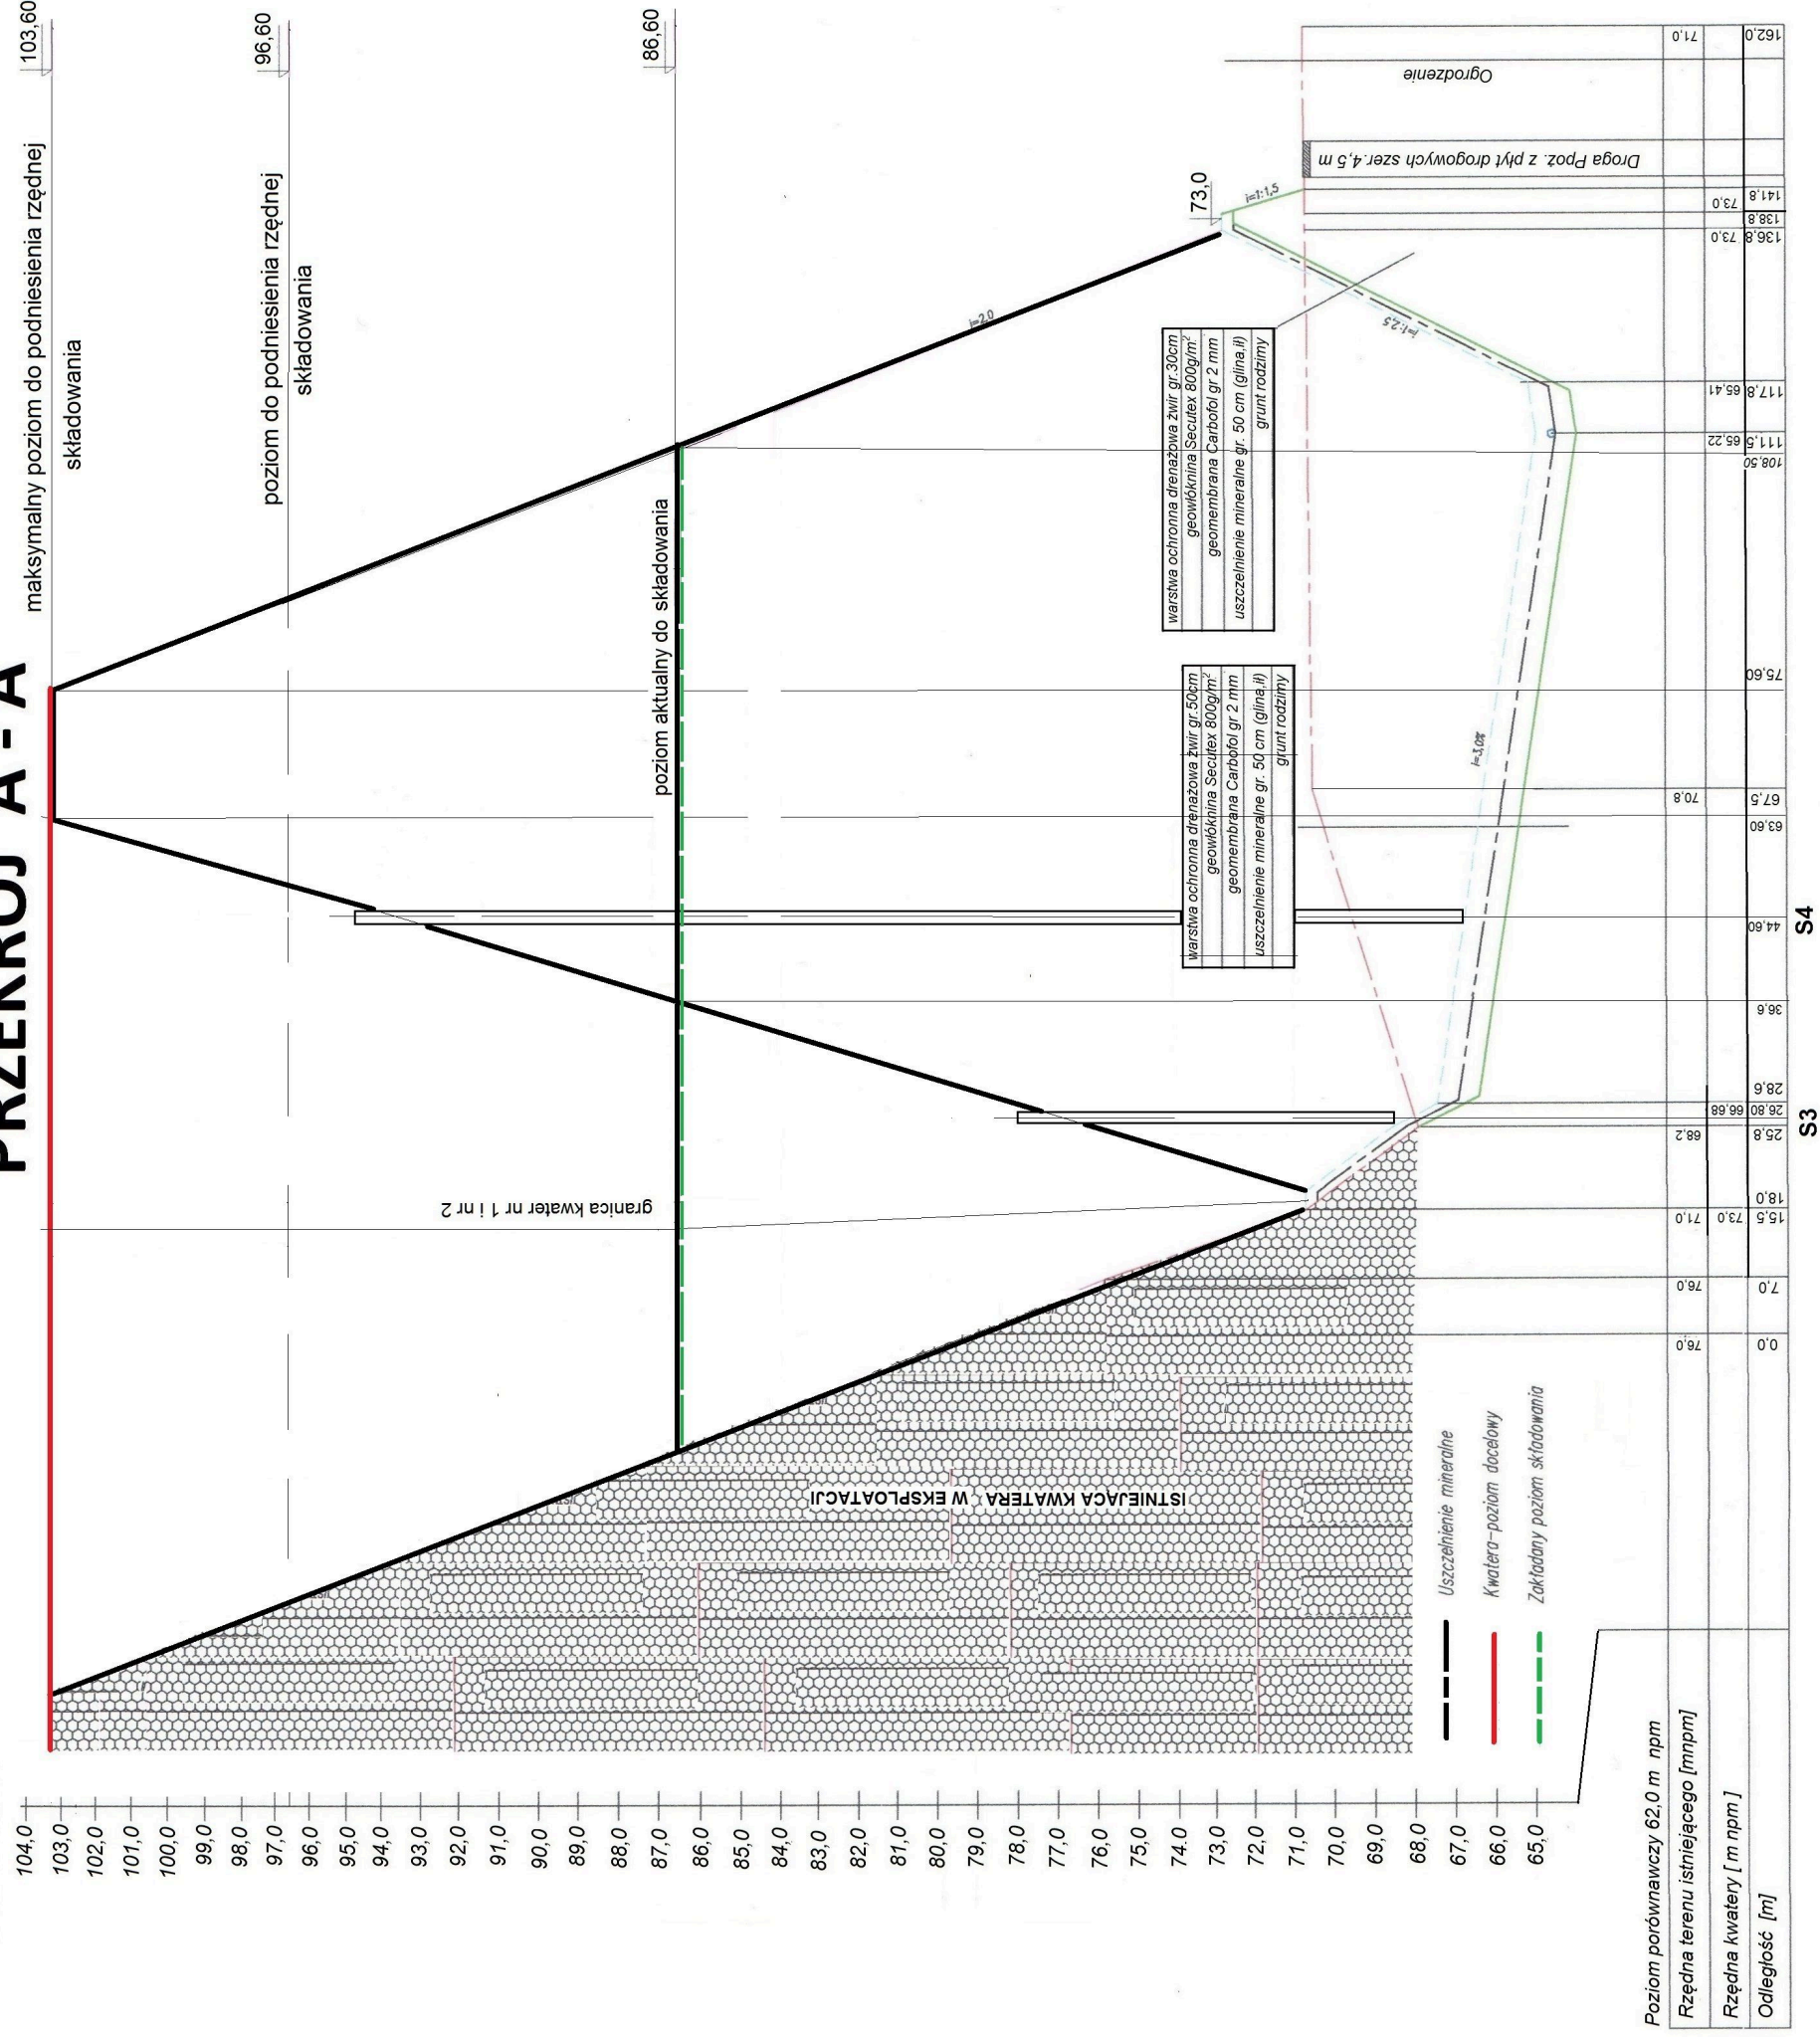 PRZEKRÓJ A - A
maksymalny poziom do podniesienia rzędnej
składowania
103,60
poziom do podniesienia rzędnej
składowania
96,60
86,60
poziom aktualny do składowania
granica kwater nr 1 i nr 2
73,0
i=2,0
i=1:1,5
i=1:2,5
i=3,0%
warstwa ochronna drenażowa żwir gr.30cm
geowłóknina Secutex 800g/m²
geomembrana Carbofol gr 2 mm
uszczelnienie mineralne gr. 50 cm (glina,ił)
grunt rodzimy
warstwa ochronna drenażowa żwir gr.50cm
geowłóknina Secutex 800g/m²
geomembrana Carbofol gr 2 mm
uszczelnienie mineralne gr. 50 cm (glina,ił)
grunt rodzimy
Droga Ppoż. z płyt drogowych szer. 4,5 m
Ogrodzenie
ISTNIEJĄCA KWATERA W EKSPLOATACJI
104,0
103,0
102,0
101,0
100,0
99,0
98,0
97,0
96,0
95,0
94,0
93,0
92,0
91,0
90,0
89,0
88,0
87,0
86,0
85,0
84,0
83,0
82,0
81,0
80,0
79,0
78,0
77,0
76,0
75,0
74.0
73,0
72,0
71,0
70,0
69,0
68,0
67,0
66,0
65,0
Uszczelnienie mineralne
Kwatera-poziom docelowy
Zakładany poziom składowania
Poziom porównawczy 62,0 m npm
Rzędna terenu istniejącego [mnpm]
76,0
76,0
71,0
68,2
70,8
71,0
Rzędna kwatery [ m npm ]
73,0
66,68
65,22
65,41
73,0
73,0
Odległość [m]
0,0
7,0
15,5
18,0
25,8
26,80
28,6
36,6
44,60
63,60
67,5
75,60
108,50
111,5
117,8
136,8
138,8
141,8
162,0
S3
S4